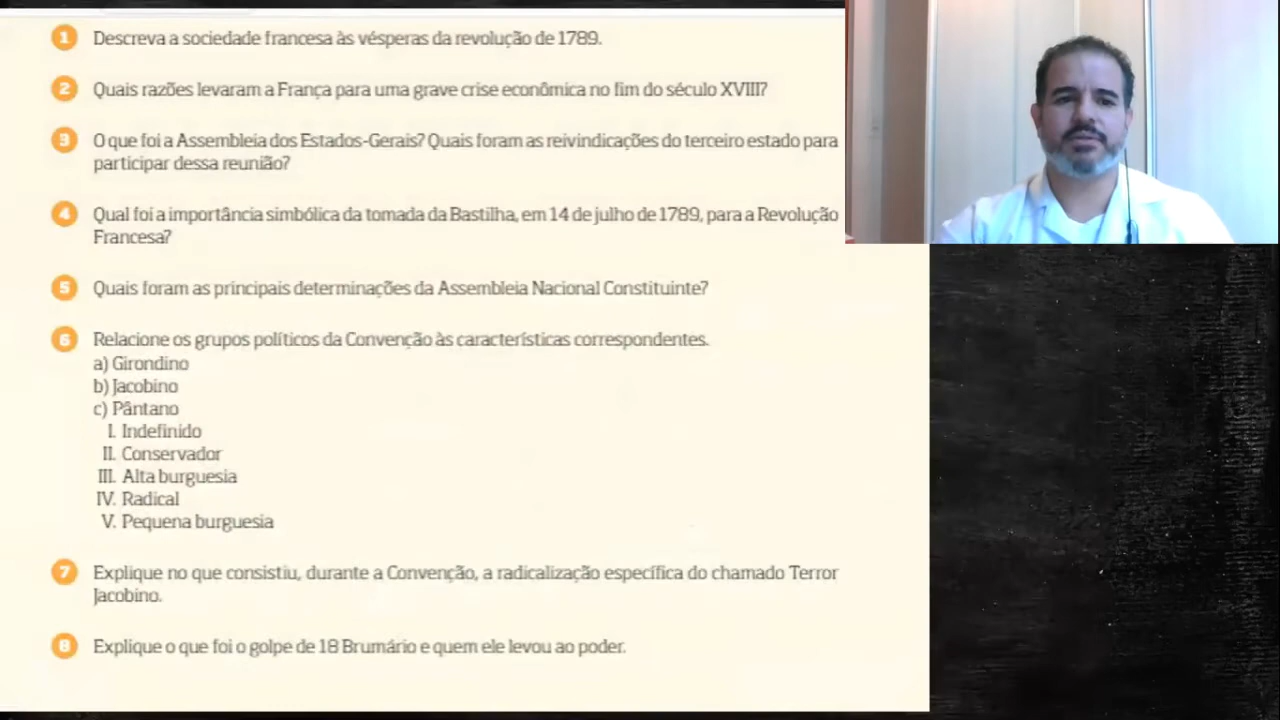 1 Descreva a sociedade francesa às vésperas da revolução de 1789.
2 Quais razões levaram a França para uma grave crise econômica no fim do século XVIII?
3 O que foi a Assembleia dos Estados-Gerais? Quais foram as reivindicações do terceiro estado para
participar dessa reunião?
4 Qual foi a importância simbólica da tomada da Bastilha, em 14 de julho de 1789, para a Revolução
Francesa?
5 Quais foram as principais determinações da Assembleia Nacional Constituinte?
6 Relacione os grupos políticos da Convenção às características correspondentes.
a) Girondino
b) Jacobino
c) Pântano
I. Indefinido
II. Conservador
III. Alta burguesia
IV. Radical
V. Pequena burguesia
7 Explique no que consistiu, durante a Convenção, a radicalização específica do chamado Terror
Jacobino.
8 Explique o que foi o golpe de 18 Brumário e quem ele levou ao poder.